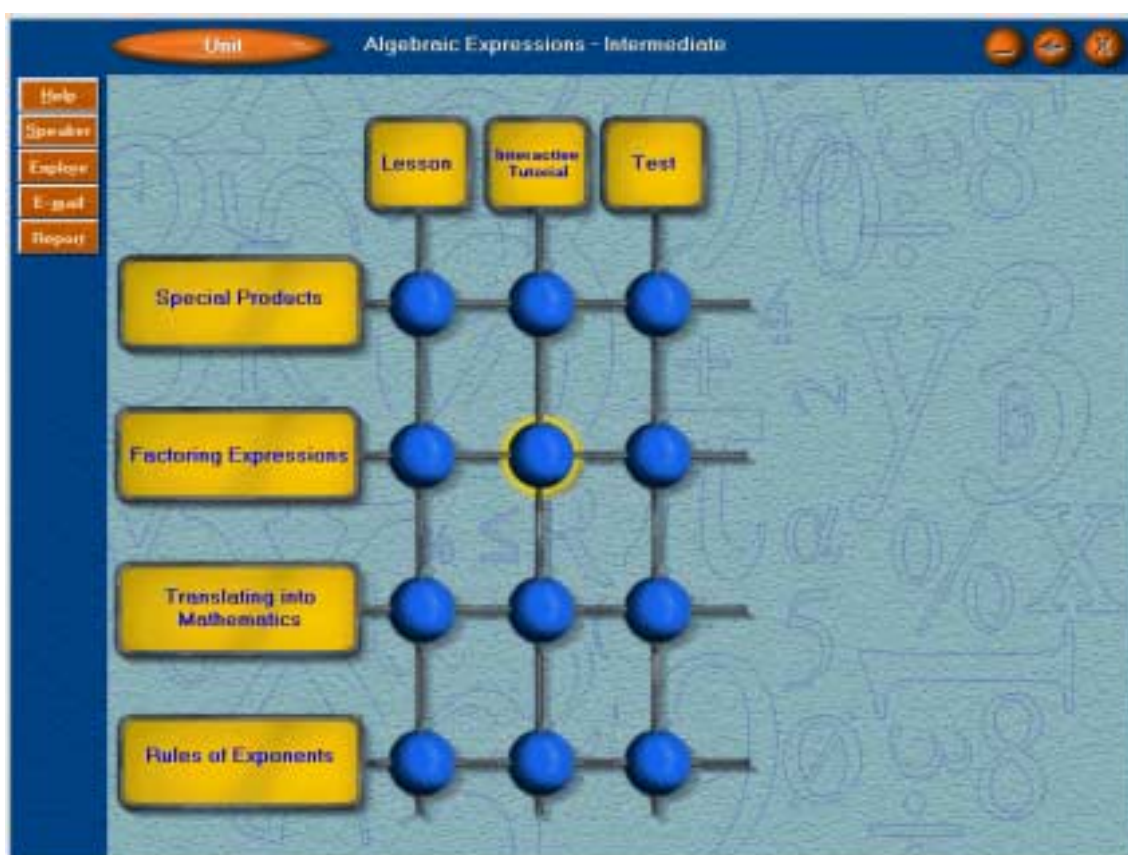 Unit
Algebraic Expressions - Intermediate
X
Help
Speaker
Explore
E-mail
Report
Lesson
Interactive
Tutorial
Test
Special Products
Factoring Expressions
Translating into
Mathematics
Rules of Exponents